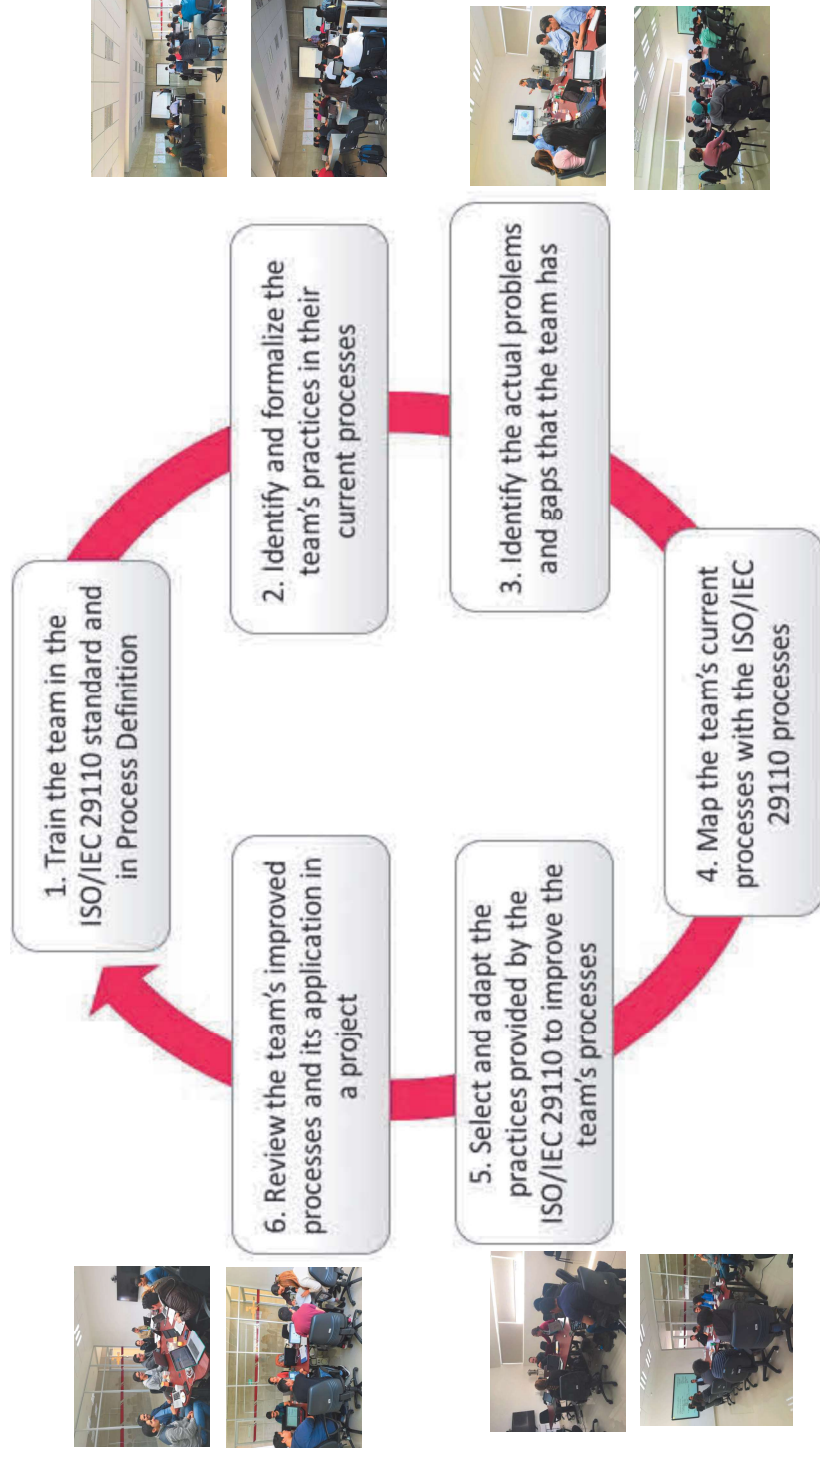 1. Train the team in the
ISO/IEC 29110 standard and
in Process Definition
2. Identify and formalize the
team's practices in their
current processes
3. Identify the actual problems
and gaps that the team has
4. Map the team's current
processes with the ISO/IEC
29110 processes
5. Select and adapt the
practices provided by the
ISO/IEC 29110 to improve the
team's processes
6. Review the team's improved
processes and its application in
a project